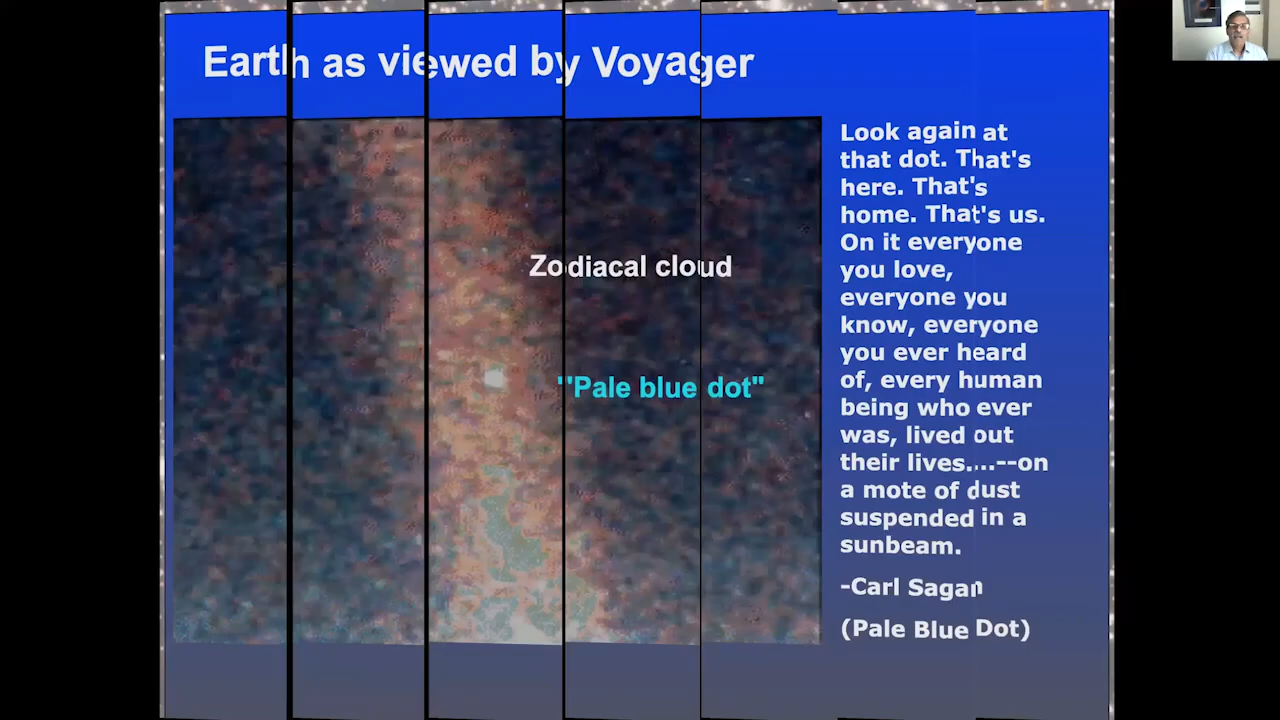 Earth as viewed by Voyager
Zodiacal cloud
"Pale blue dot"
Look again at
that dot. That's
here. That's
home. That's us.
On it everyone
you love,
everyone you
know, everyone
you ever heard
of, every human
being who ever
was, lived out
their lives....--on
a mote of dust
suspended in a
sunbeam.
-Carl Sagan
(Pale Blue Dot)